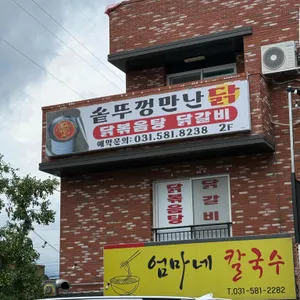 솥뚜껑만난닭
닭볶음탕 닭갈비
예약문의:031.581.8238 2F
닭볶음탕 닭갈비
엄마네 칼국수
T.031-581-2282